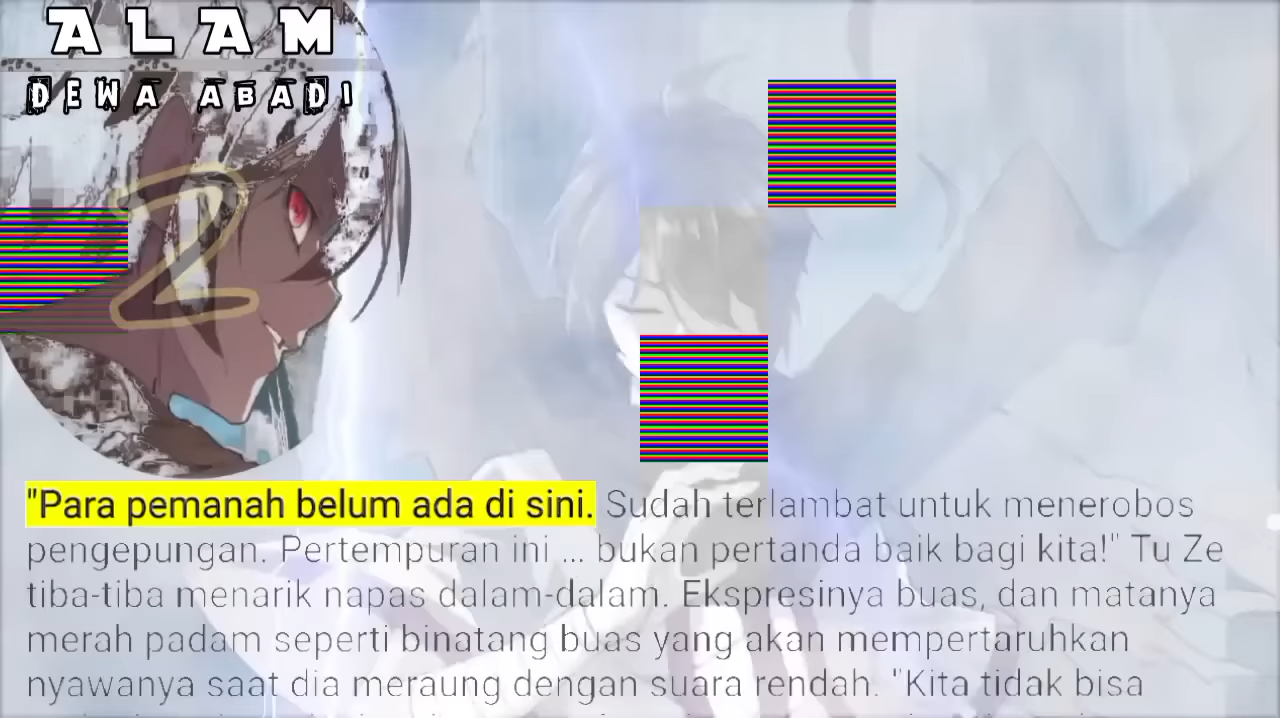 ALAM
DEWA ABADI
2
"Para pemanah belum ada di sini. Sudah terlambat untuk menerobos
pengepungan. Pertempuran ini ... bukan pertanda baik bagi kita!" Tu Ze
tiba-tiba menarik napas dalam-dalam. Ekspresinya buas, dan matanya
merah padam seperti binatang buas yang akan mempertaruhkan
nyawanya saat dia meraung dengan suara rendah. "Kita tidak bisa